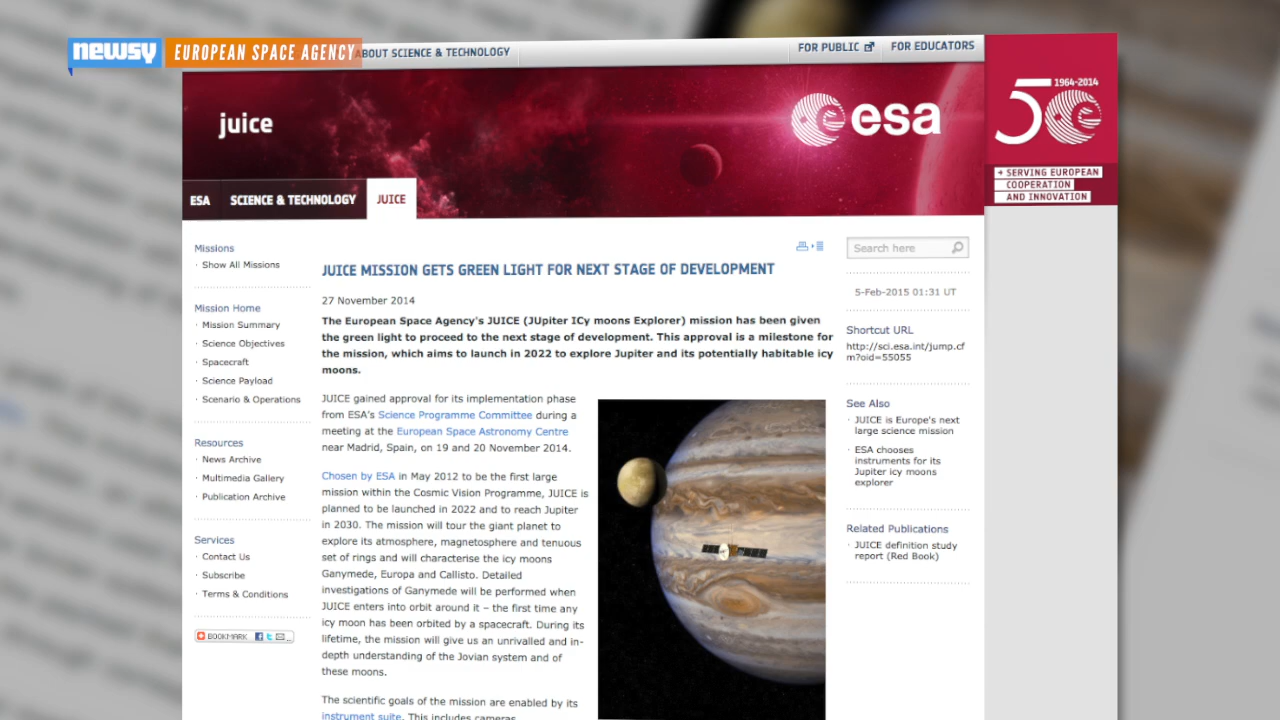 newsy EUROPEAN SPACE AGENCY
ABOUT SCIENCE & TECHNOLOGY
FOR PUBLIC
FOR EDUCATORS
juice
esa
1964-2014
50
→ SERVING EUROPEAN
COOPERATION
AND INNOVATION
ESA
SCIENCE & TECHNOLOGY
JUICE
Missions
· Show All Missions
Mission Home
· Mission Summary
· Science Objectives
· Spacecraft
· Science Payload
· Scenario & Operations
Resources
· News Archive
· Multimedia Gallery
· Publication Archive
Services
· Contact Us
· Subscribe
· Terms & Conditions
BOOKMARK
JUICE MISSION GETS GREEN LIGHT FOR NEXT STAGE OF DEVELOPMENT
27 November 2014
The European Space Agency's JUICE (JUpiter ICy moons Explorer) mission has been given
the green light to proceed to the next stage of development. This approval is a milestone for
the mission, which aims to launch in 2022 to explore Jupiter and its potentially habitable icy
moons.
JUICE gained approval for its implementation phase
from ESA's Science Programme Committee during a
meeting at the European Space Astronomy Centre
near Madrid, Spain, on 19 and 20 November 2014.
Chosen by ESA in May 2012 to be the first large
mission within the Cosmic Vision Programme, JUICE is
planned to be launched in 2022 and to reach Jupiter
in 2030. The mission will tour the giant planet to
explore its atmosphere, magnetosphere and tenuous
set of rings and will characterise the icy moons
Ganymede, Europa and Callisto. Detailed
investigations of Ganymede will be performed when
JUICE enters into orbit around it – the first time any
icy moon has been orbited by a spacecraft. During its
lifetime, the mission will give us an unrivalled and in-
depth understanding of the Jovian system and of
these moons.
The scientific goals of the mission are enabled by its
instrument suite. This includes cameras,
Search here
5-Feb-2015 01:31 UT
Shortcut URL
http://sci.esa.int/jump.cf
m?oid=55055
See Also
· JUICE is Europe's next
large science mission
· ESA chooses
instruments for its
Jupiter icy moons
explorer
Related Publications
· JUICE definition study
report (Red Book)